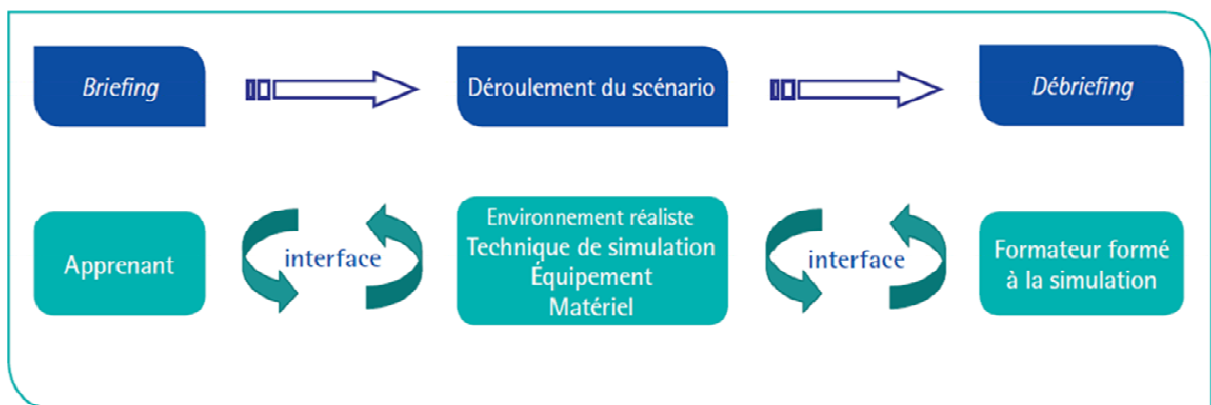 Briefing
Déroulement du scénario
Débriefing
Apprenant
interface
Environnement réaliste
Technique de simulation
Équipement
Matériel
interface
Formateur formé
à la simulation